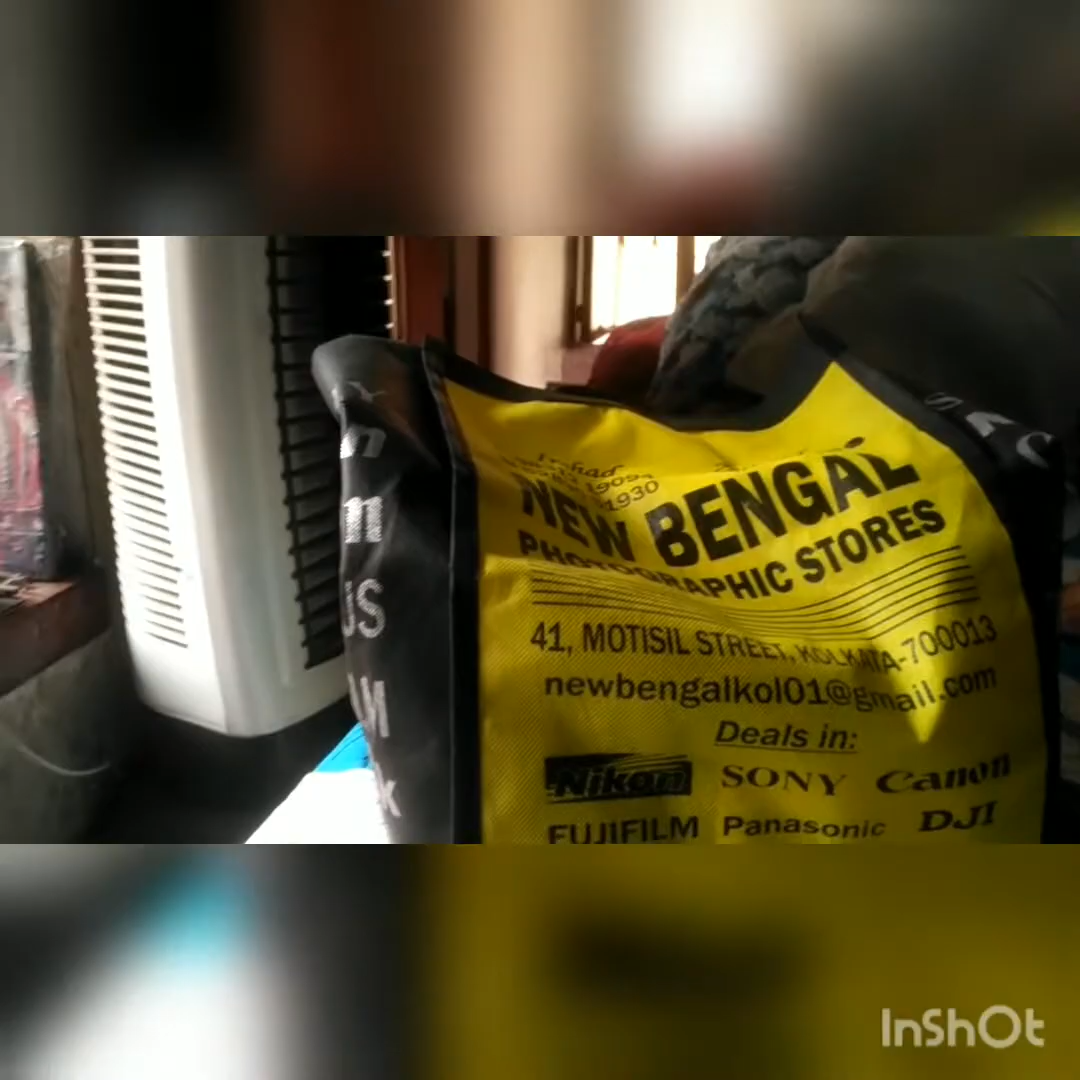 1930
NEW BENGAL
PHOTOGRAPHIC STORES
41, MOTISIL STREET, KOLKATA-700013
newbengalkol01@gmail.com
Deals in:
Nikon SONY Canon
FUJIFILM Panasonic DJI
InShOt